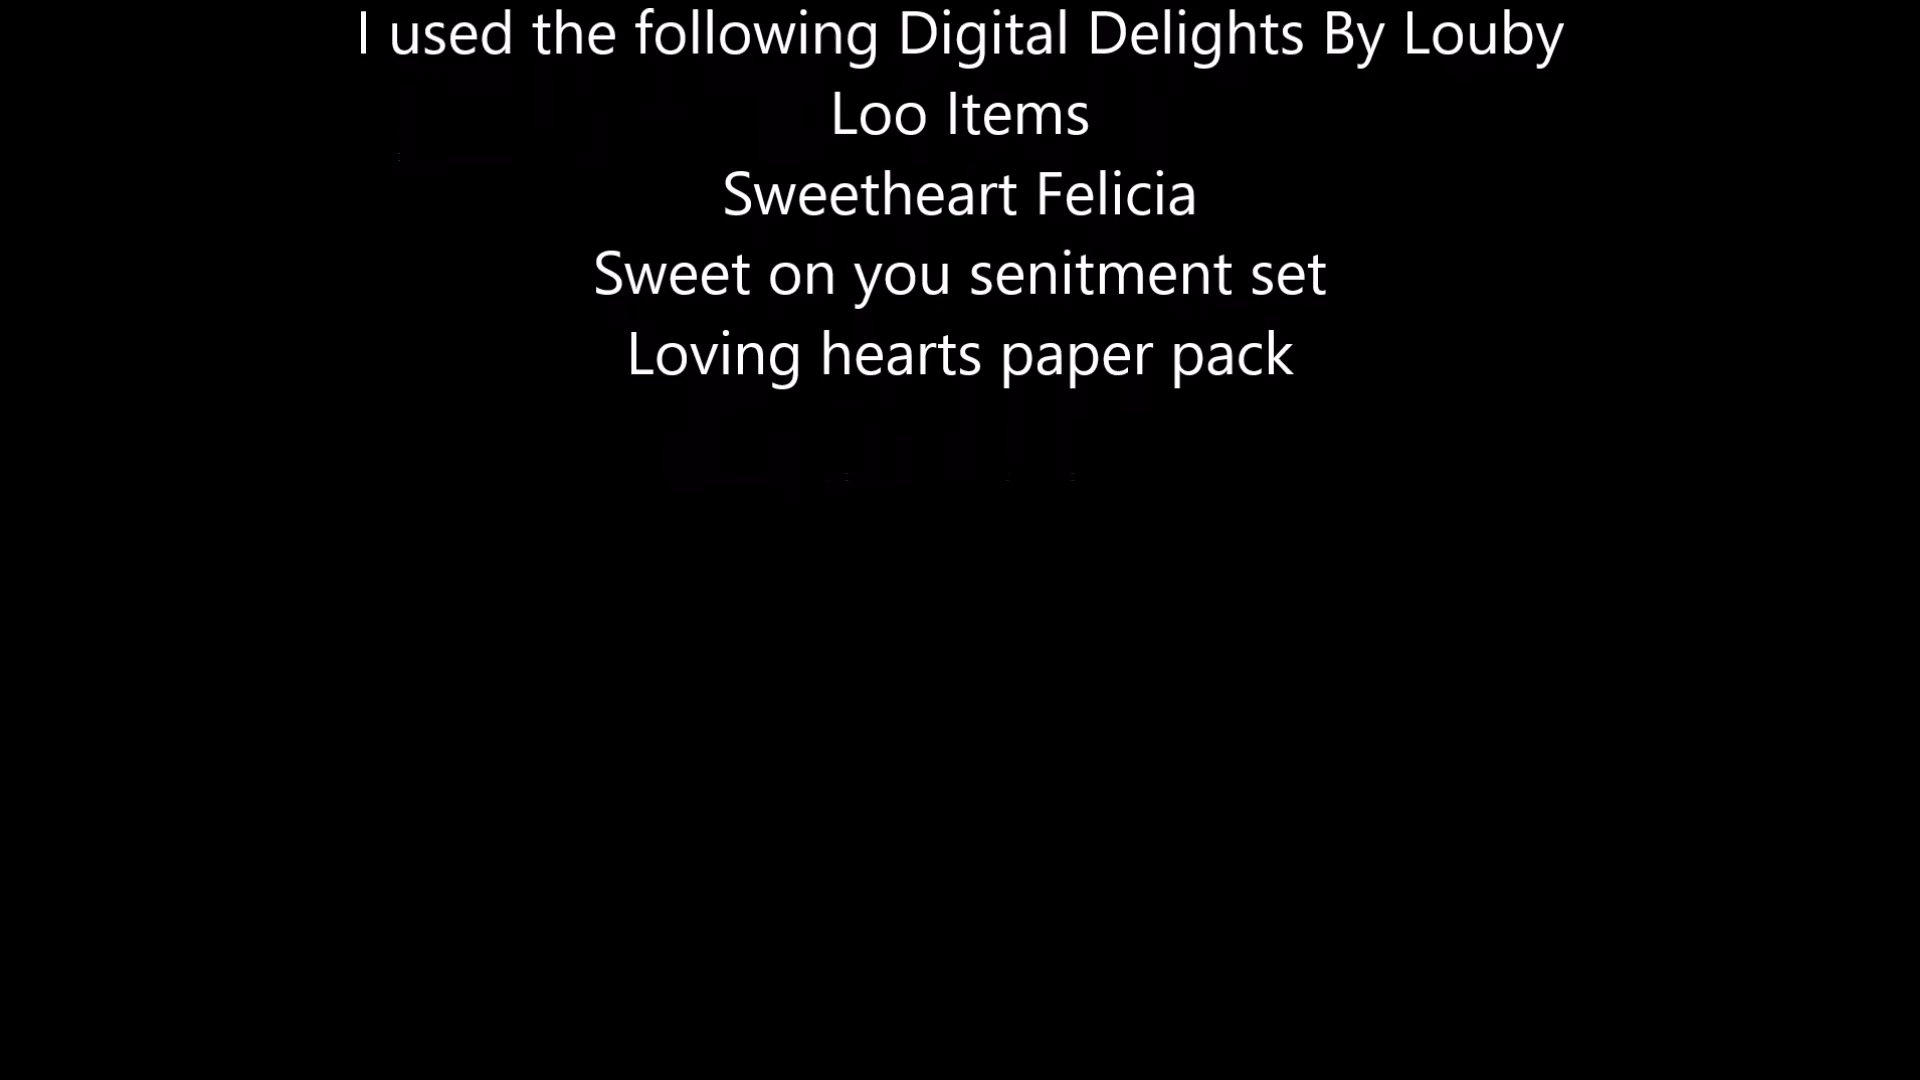 I used the following Digital Delights By Louby
Loo Items
Sweetheart Felicia
Sweet on you senitment set
Loving hearts paper pack